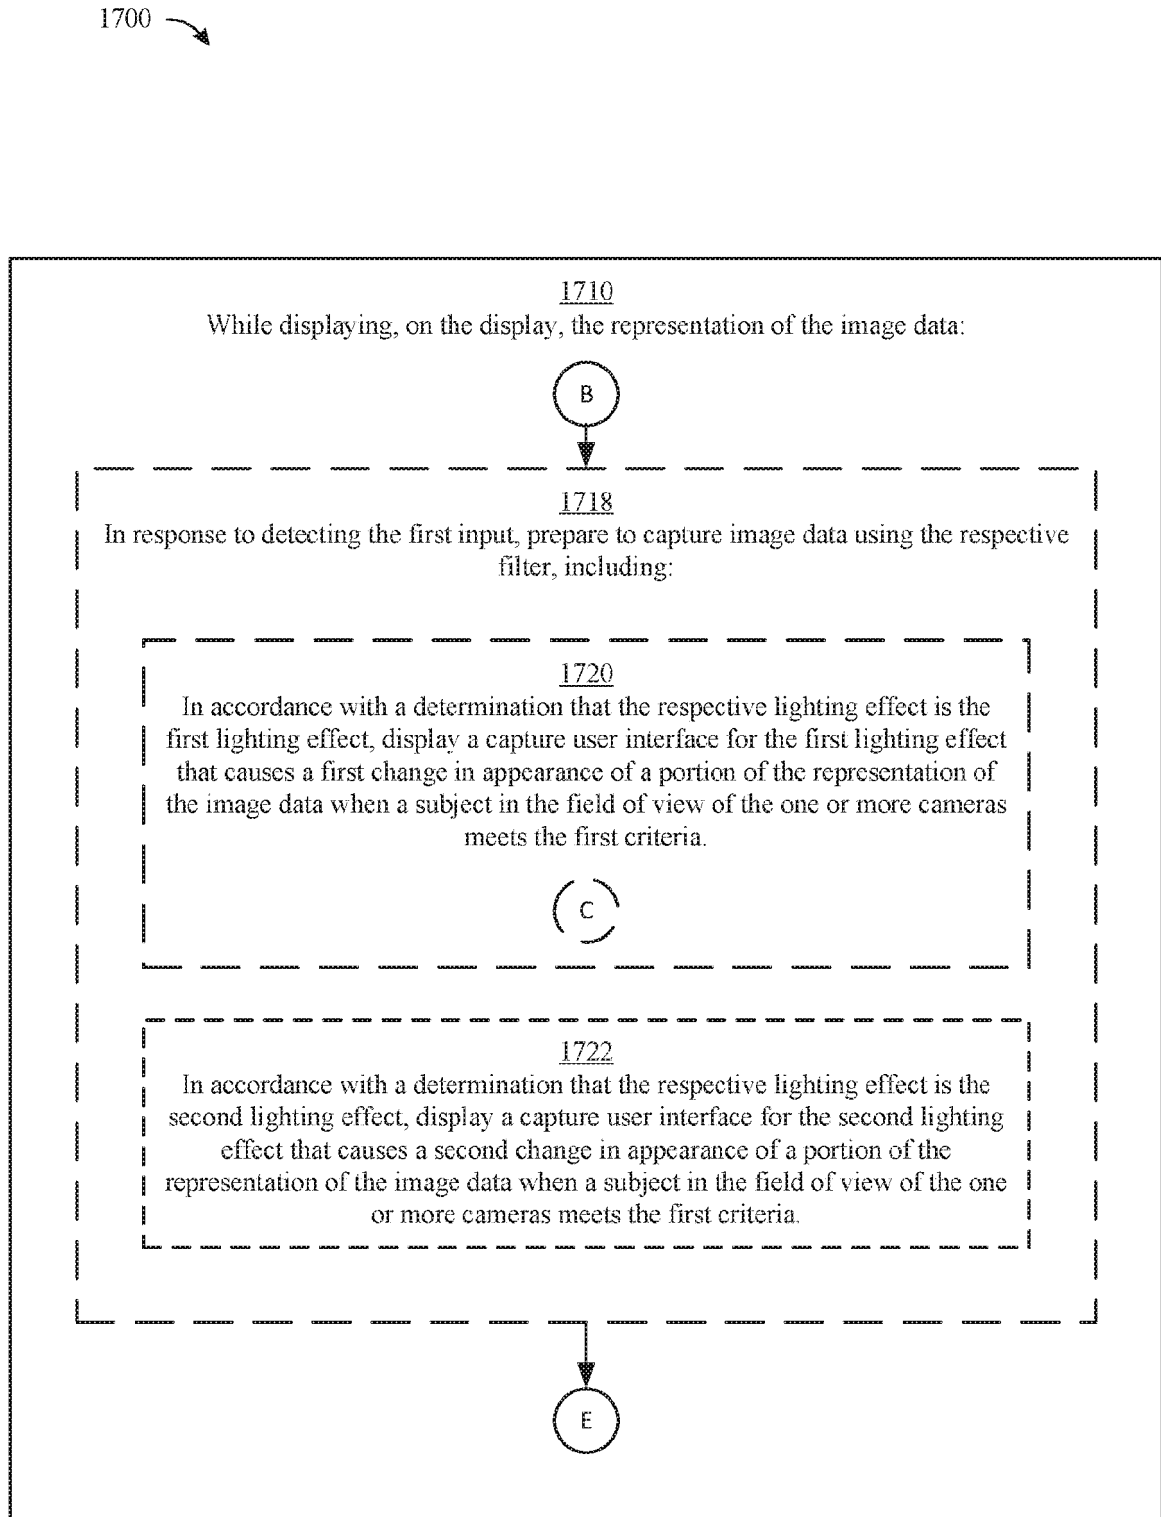 1700
1710
While displaying, on the display, the representation of the image data:
B
1718
In response to detecting the first input, prepare to capture image data using the respective
filter, including:
1720
In accordance with a determination that the respective lighting effect is the
first lighting effect, display a capture user interface for the first lighting effect
that causes a first change in appearance of a portion of the representation of
the image data when a subject in the field of view of the one or more cameras
meets the first criteria.
C
1722
In accordance with a determination that the respective lighting effect is the
second lighting effect, display a capture user interface for the second lighting
effect that causes a second change in appearance of a portion of the
representation of the image data when a subject in the field of view of the one
or more cameras meets the first criteria.
E